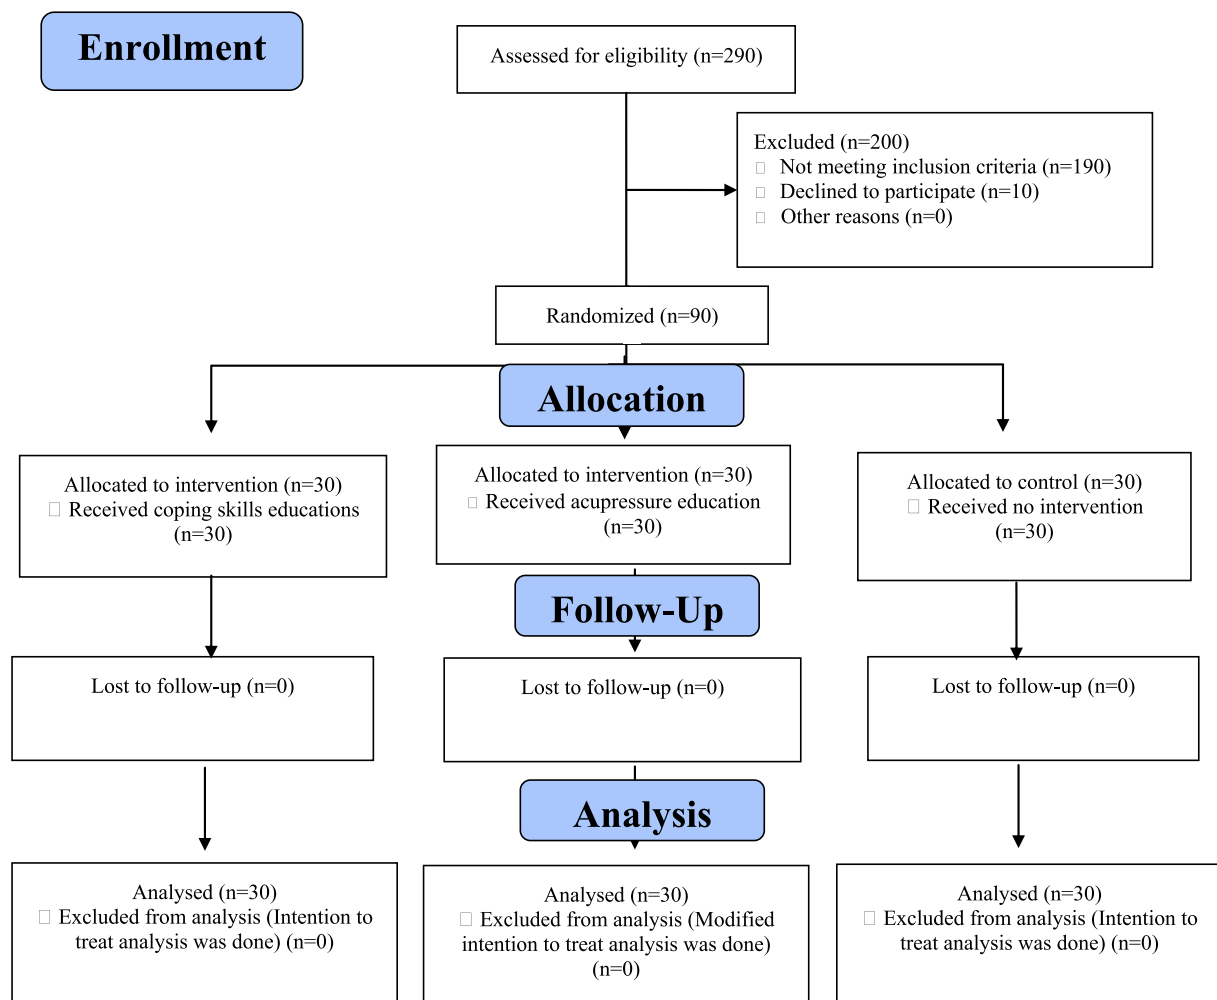 Enrollment
Assessed for eligibility (n=290)
Excluded (n=200)
□ Not meeting inclusion criteria (n=190)
□ Declined to participate (n=10)
□ Other reasons (n=0)
Randomized (n=90)
Allocation
Allocated to intervention (n=30)
□ Received coping skills educations
(n=30)
Allocated to intervention (n=30)
□ Received acupressure education
(n=30)
Allocated to control (n=30)
□ Received no intervention
(n=30)
Follow-Up
Lost to follow-up (n=0)
Lost to follow-up (n=0)
Lost to follow-up (n=0)
Analysis
Analysed (n=30)
□ Excluded from analysis (Intention to
treat analysis was done) (n=0)
Analysed (n=30)
□ Excluded from analysis (Modified
intention to treat analysis was done)
(n=0)
Analysed (n=30)
□ Excluded from analysis (Intention to
treat analysis was done) (n=0)